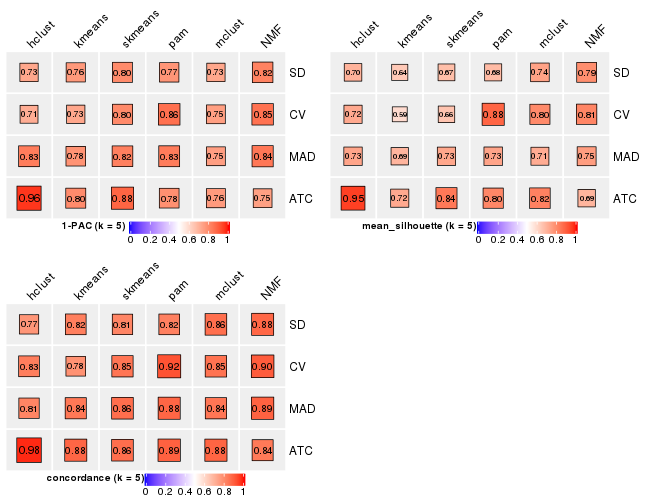 hclust kmeans skmeans pam mclust NMF
0.73 0.76 0.80 0.77 0.73 0.82 SD
0.71 0.73 0.80 0.86 0.75 0.85 CV
0.83 0.78 0.82 0.83 0.75 0.84 MAD
0.96 0.80 0.88 0.78 0.76 0.75 ATC
1-PAC (k = 5)
0 0.2 0.4 0.6 0.8 1
hclust kmeans skmeans pam mclust NMF
0.70 0.64 0.67 0.68 0.74 0.79 SD
0.72 0.59 0.66 0.88 0.80 0.81 CV
0.73 0.69 0.73 0.73 0.71 0.75 MAD
0.95 0.72 0.84 0.80 0.82 0.69 ATC
mean_silhouette (k = 5)
0 0.2 0.4 0.6 0.8 1
hclust kmeans skmeans pam mclust NMF
0.77 0.82 0.81 0.82 0.86 0.88 SD
0.83 0.78 0.85 0.92 0.85 0.90 CV
0.81 0.84 0.86 0.88 0.84 0.89 MAD
0.98 0.88 0.86 0.89 0.88 0.84 ATC
concordance (k = 5)
0 0.2 0.4 0.6 0.8 1